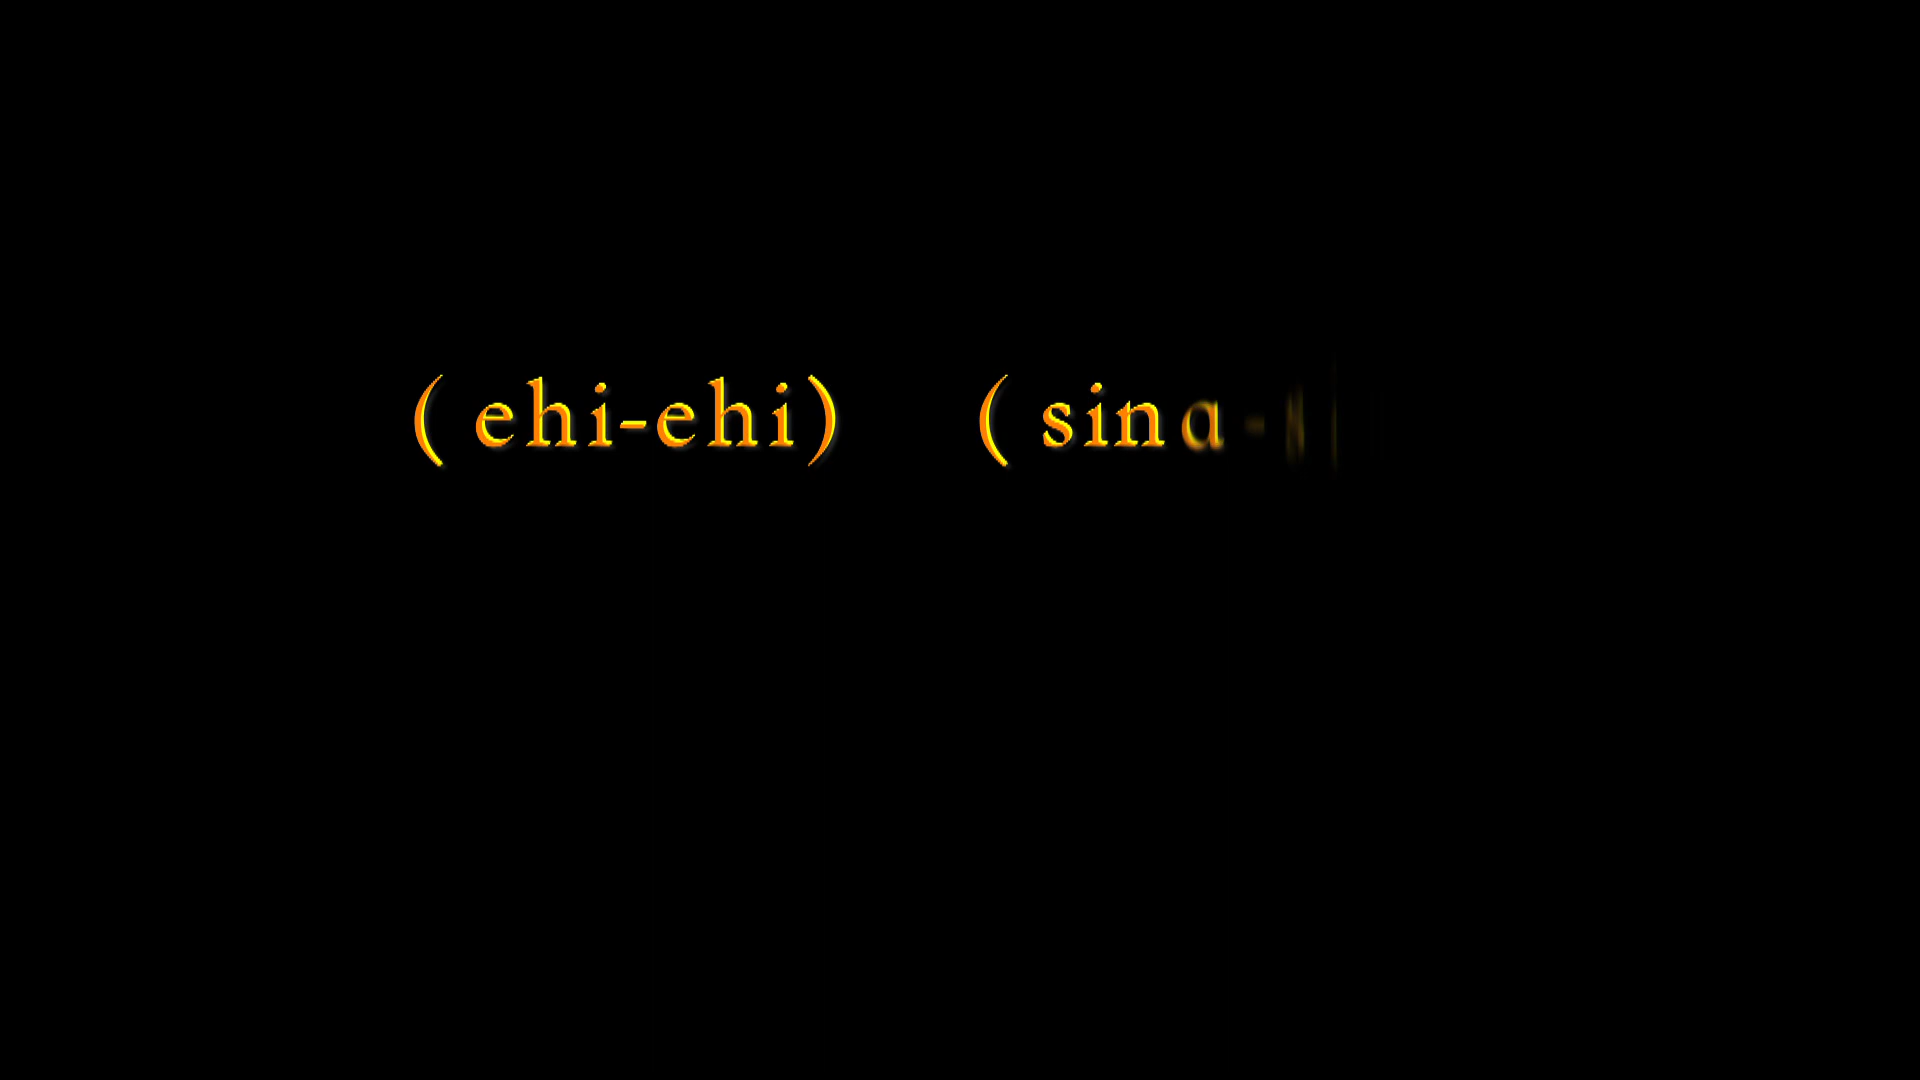 ( ehi-ehi) ( sina-